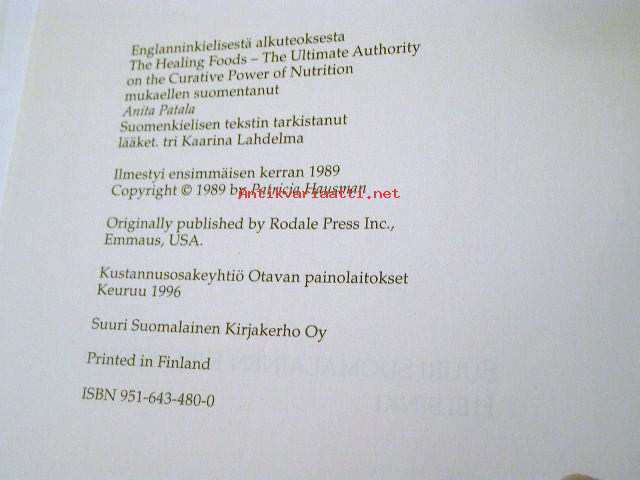 Englanninkielisestä alkuteoksesta
The Healing Foods – The Ultimate Authority
on the Curative Power of Nutrition
mukaellen suomentanut
Anita Patala
Suomenkielisen tekstin tarkistanut
lääket. tri Kaarina Lahdelma
Ilmestyi ensimmäisen kerran 1989
Copyright © 1989 by Patricia Hausman
Antikvariaatti.net
Originally published by Rodale Press Inc.,
Emmaus, USA.
Kustannusosakeyhtiö Otavan painolaitokset
Keuruu 1996
Suuri Suomalainen Kirjakerho Oy
Printed in Finland
ISBN 951-643-480-0